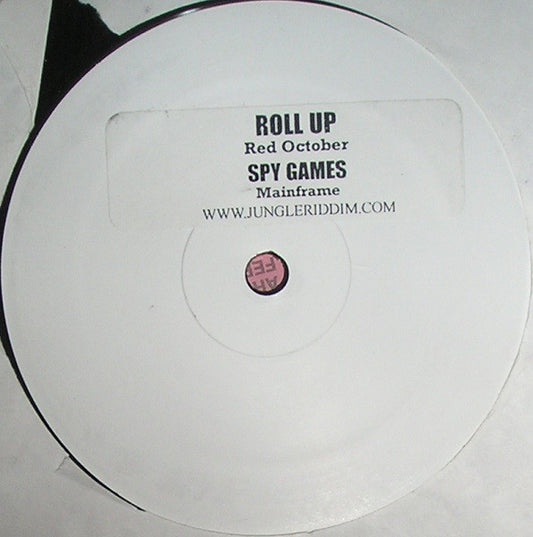 ROLL UP
Red October
SPY GAMES
Mainframe
WWW.JUNGLERIDDIM.COM